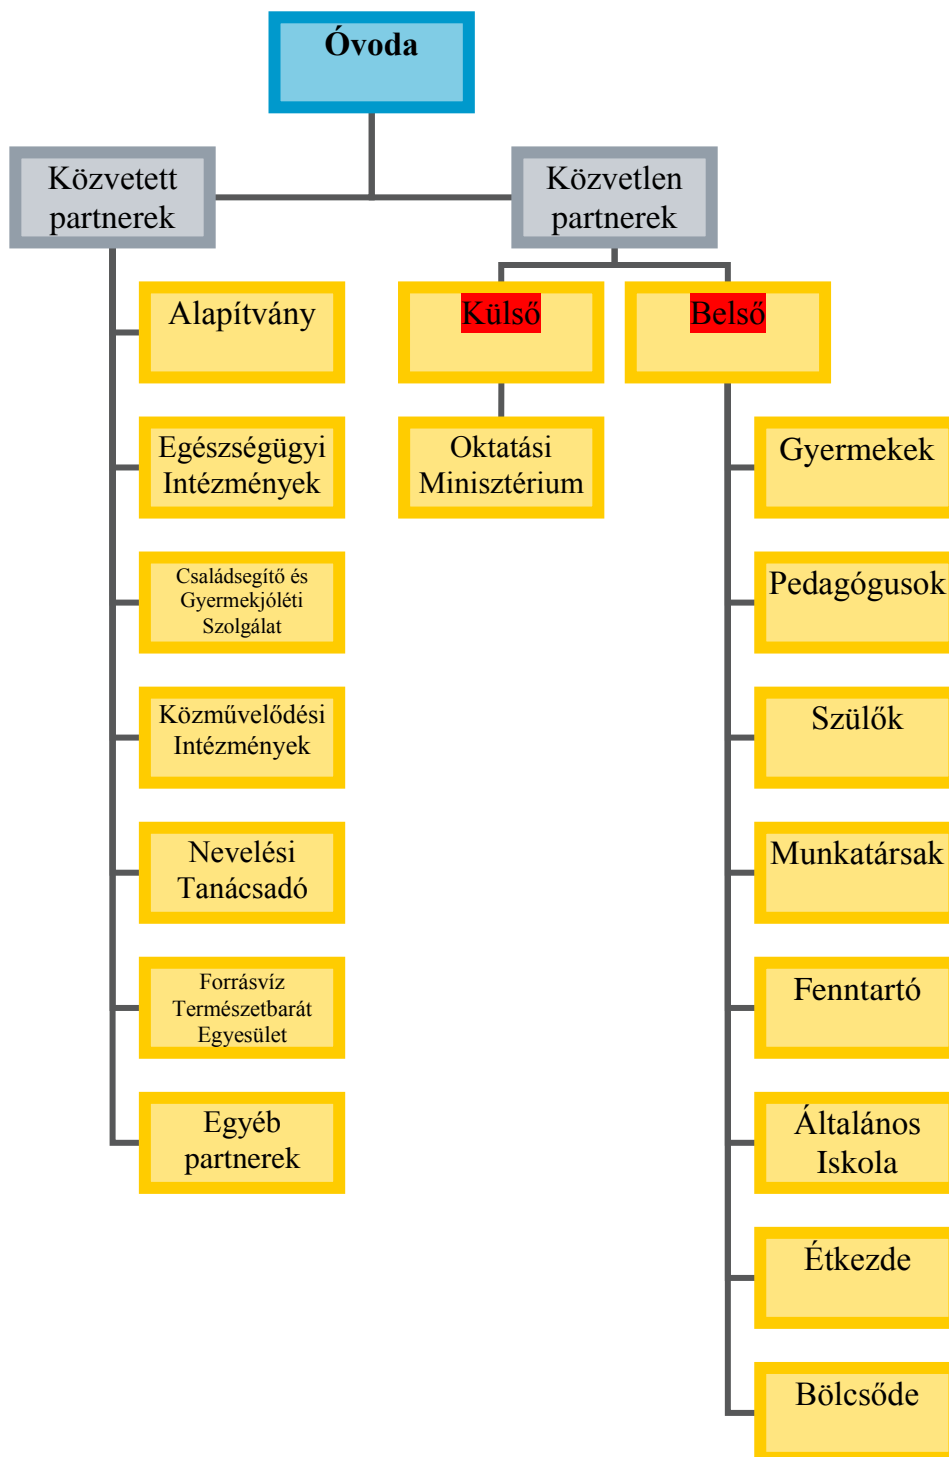 Óvoda
Közvetett
partnerek
Közvetlen
partnerek
Alapítvány
Egészségügyi
Intézmények
Családsegítő és
Gyermekjóléti
Szolgálat
Közművelődési
Intézmények
Nevelési
Tanácsadó
Forrásvíz
Természetbarát
Egyesület
Egyéb
partnerek
Külső
Oktatási
Minisztérium
Belső
Gyermekek
Pedagógusok
Szülők
Munkatársak
Fenntartó
Általános
Iskola
Étkezde
Bölcsőde